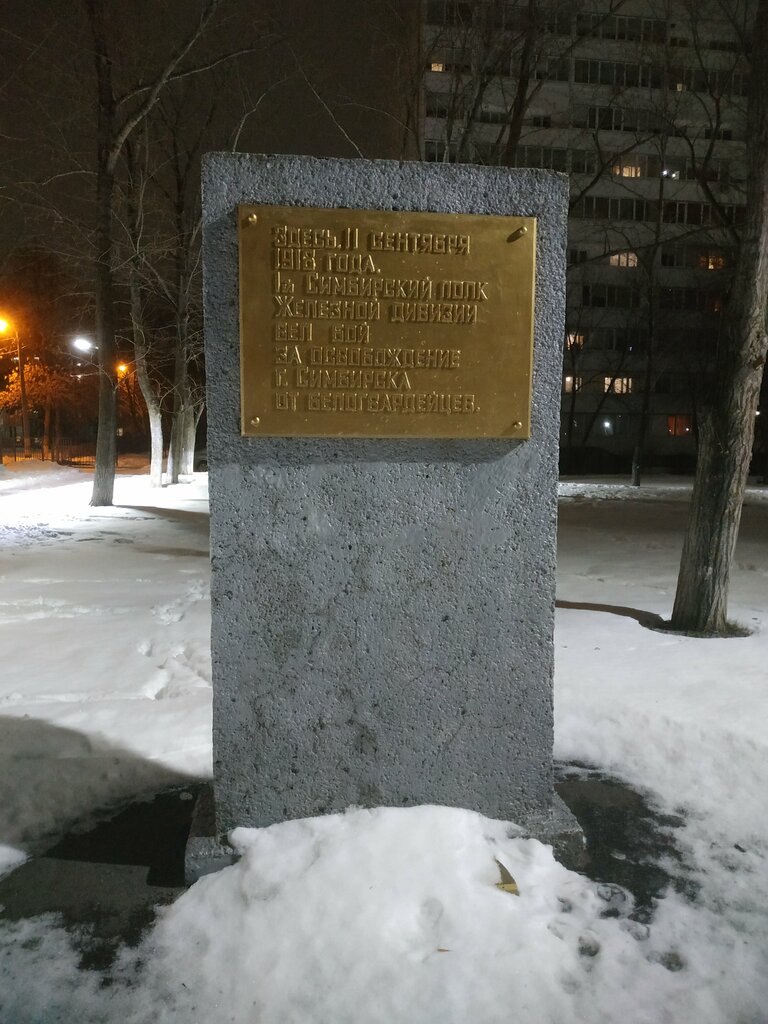 Здесь, 11 сентября
1918 года.
1й Симбирский полк
Железной дивизии
вел бой
за освобождение
г. Симбирска
от белогвардейцев.